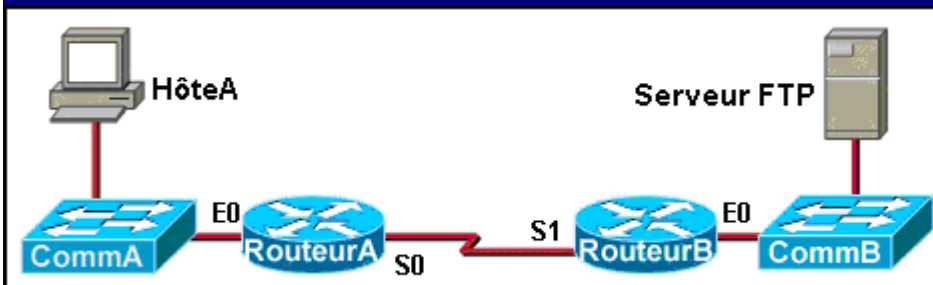 HôteA
Serveur FTP
CommA
E0
RouteurA
S0
S1
RouteurB
E0
CommB